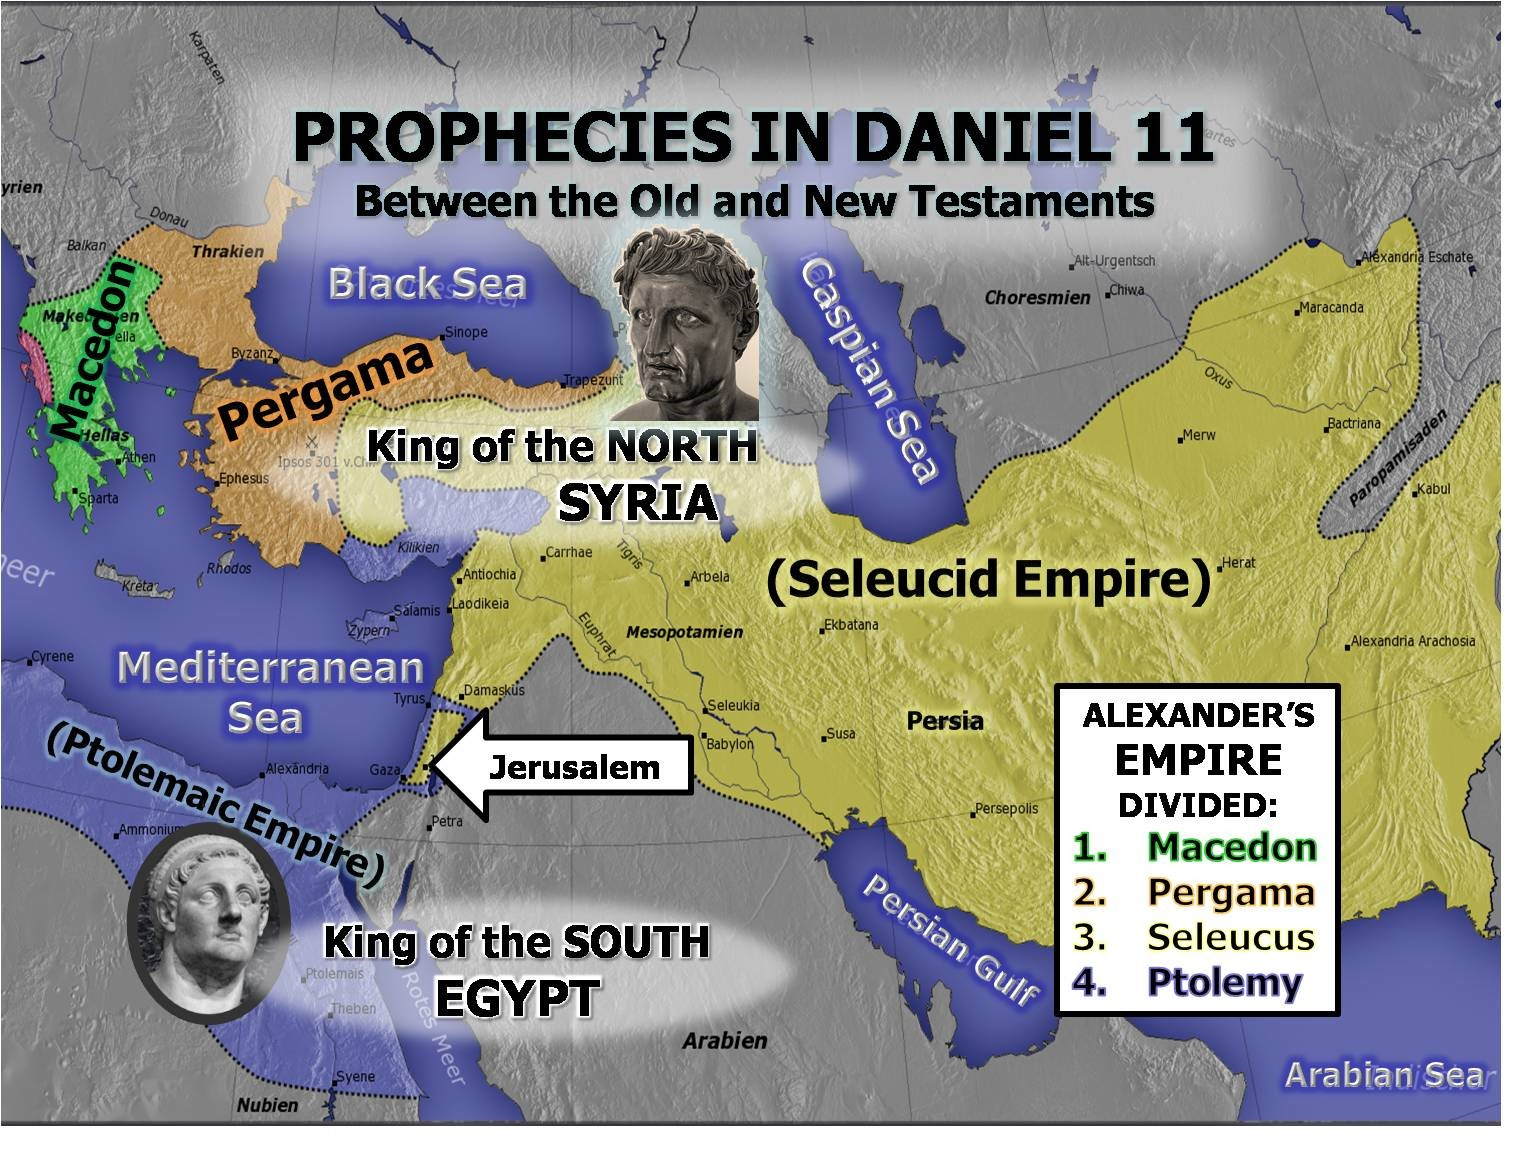 Karpaten
PROPHECIES IN DANIEL 11
Between the Old and New Testaments
yrien
Donau
Balkan
Thrakien
Black Sea
Caspian Sea
Alt-Urgentsch
Choresmien
Chiwa
Alexandria Eschate
Maracanda
Macedon
ella
Byzanz
Sinope
Trapezunt
Pergama
Oxus
Bactriana
Merw
Paropamisaden
Kabul
Hellas
Athen
Sparta
Ephesus
Ipsos 301 v.Chr.
King of the NORTH
SYRIA
Kilikien
Rhodos
Kreta
meer
Carrhae
Tigris
Antiochia
Arbela
(Seleucid Empire)
Herat
Salamis
Laodikeia
Zypern
Euphrat
Mesopotamien
Ekbatana
Alexandria Arachosia
Cyrene
Mediterranean
Sea
Tyrus
Damaskus
Seleukia
Babylon
Susa
Persia
Jerusalem
Gaza
Alexandria
(Ptolemaic Empire)
Ammonium
Petra
Persepolis
ALEXANDER'S
EMPIRE
DIVIDED:
1. Macedon
2. Pergama
3. Seleucus
4. Ptolemy
Persian Gulf
King of the SOUTH
EGYPT
Ptolemais
Theben
Rotes Meer
Arabien
Syene
Nubien
Arabian Sea